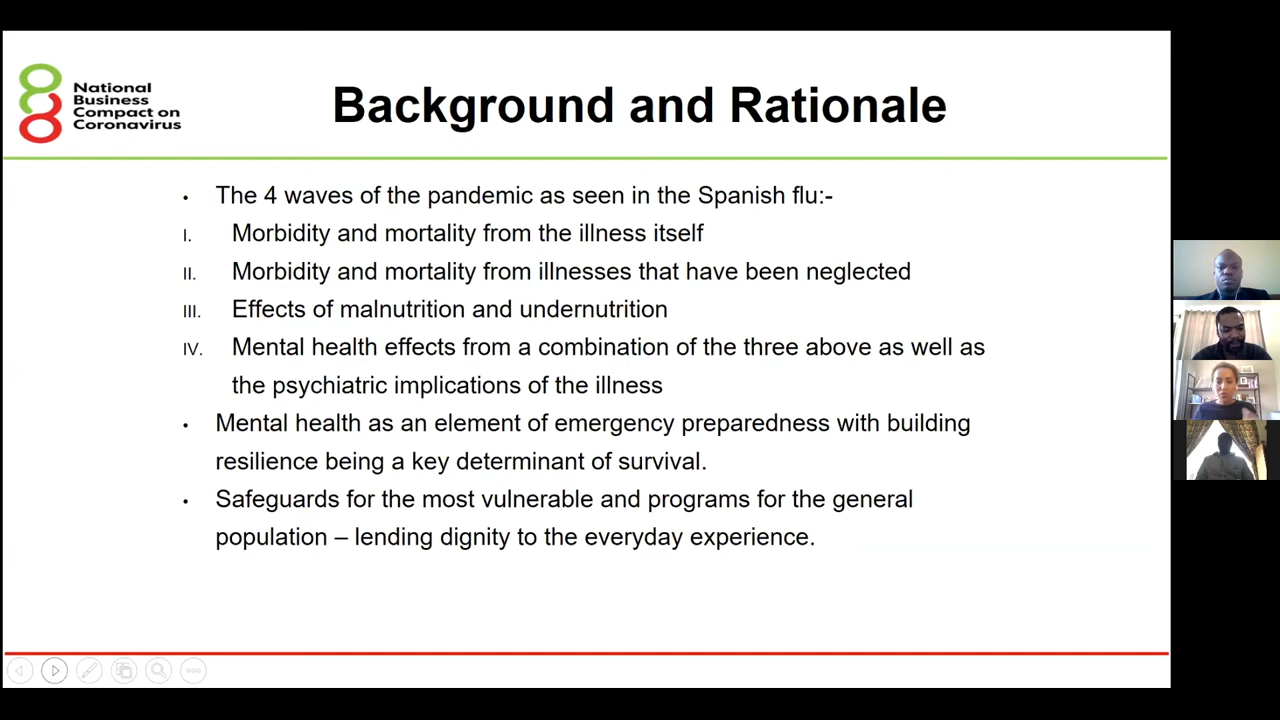 National
Business
Compact on
Coronavirus
Background and Rationale
• The 4 waves of the pandemic as seen in the Spanish flu:-
I. Morbidity and mortality from the illness itself
II. Morbidity and mortality from illnesses that have been neglected
III. Effects of malnutrition and undernutrition
IV. Mental health effects from a combination of the three above as well as
the psychiatric implications of the illness
• Mental health as an element of emergency preparedness with building
resilience being a key determinant of survival.
• Safeguards for the most vulnerable and programs for the general
population – lending dignity to the everyday experience.